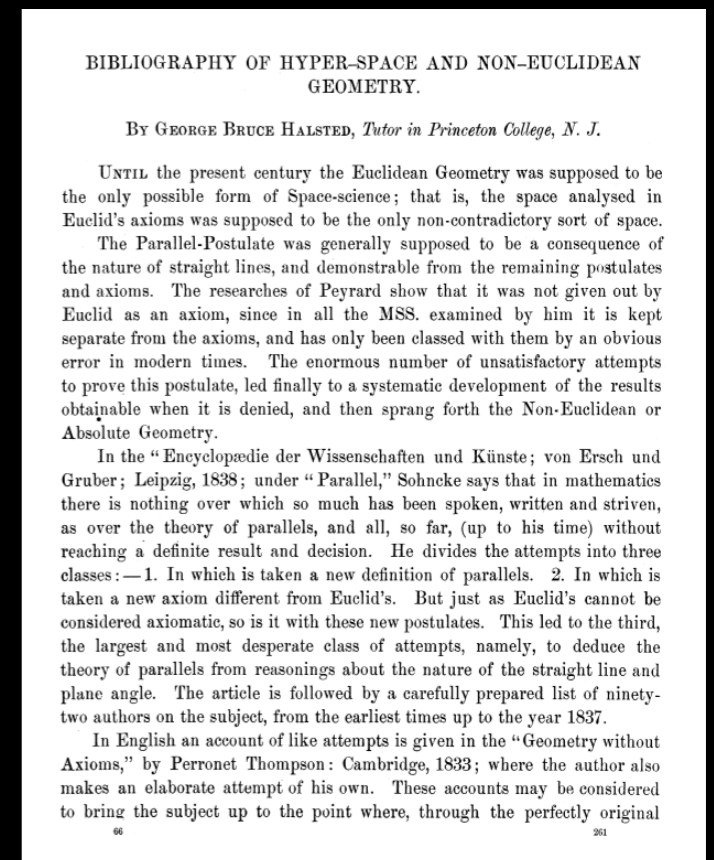 BIBLIOGRAPHY OF HYPER-SPACE AND NON-EUCLIDEAN
GEOMETRY.
BY GEORGE BRUCE HALSTED, Tutor in Princeton College, N. J.
UNTIL the present century the Euclidean Geometry was supposed to be
the only possible form of Space-science; that is, the space analysed in
Euclid's axioms was supposed to be the only non-contradictory sort of space.
The Parallel-Postulate was generally supposed to be a consequence of
the nature of straight lines, and demonstrable from the remaining postulates
and axioms. The researches of Peyrard show that it was not given out by
Euclid as an axiom, since in all the MSS. examined by him it is kept
separate from the axioms, and has only been classed with them by an obvious
error in modern times. The enormous number of unsatisfactory attempts
to prove this postulate, led finally to a systematic development of the results
obtainable when it is denied, and then sprang forth the Non-Euclidean or
Absolute Geometry.
In the “Encyclopædie der Wissenschaften und Künste; von Ersch und
Gruber; Leipzig, 1838; under “Parallel,” Sohncke says that in mathematics
there is nothing over which so much has been spoken, written and striven,
as over the theory of parallels, and all, so far, (up to his time) without
reaching a definite result and decision. He divides the attempts into three
classes:—1. In which is taken a new definition of parallels. 2. In which is
taken a new axiom different from Euclid's. But just as Euclid's cannot be
considered axiomatic, so is it with these new postulates. This led to the third,
the largest and most desperate class of attempts, namely, to deduce the
theory of parallels from reasonings about the nature of the straight line and
plane angle. The article is followed by a carefully prepared list of ninety-
two authors on the subject, from the earliest times up to the year 1837.
In English an account of like attempts is given in the “Geometry without
Axioms,” by Perronet Thompson: Cambridge, 1833; where the author also
makes an elaborate attempt of his own. These accounts may be considered
to bring the subject up to the point where, through the perfectly original
66 261